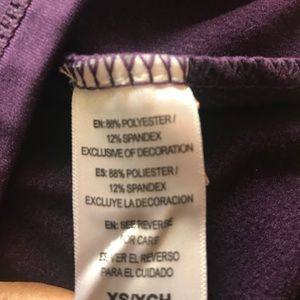 EN: 88% POLYESTER /
12% SPANDEX
EXCLUSIVE OF DECORATION
ES: 88% POLIESTER /
12% SPANDEX
EXCLUYE LA DECORACION
EN: SEE REVERSE
FOR CARE
ES: VER EL REVERSO
PARA EL CUIDADO
XS/XCH